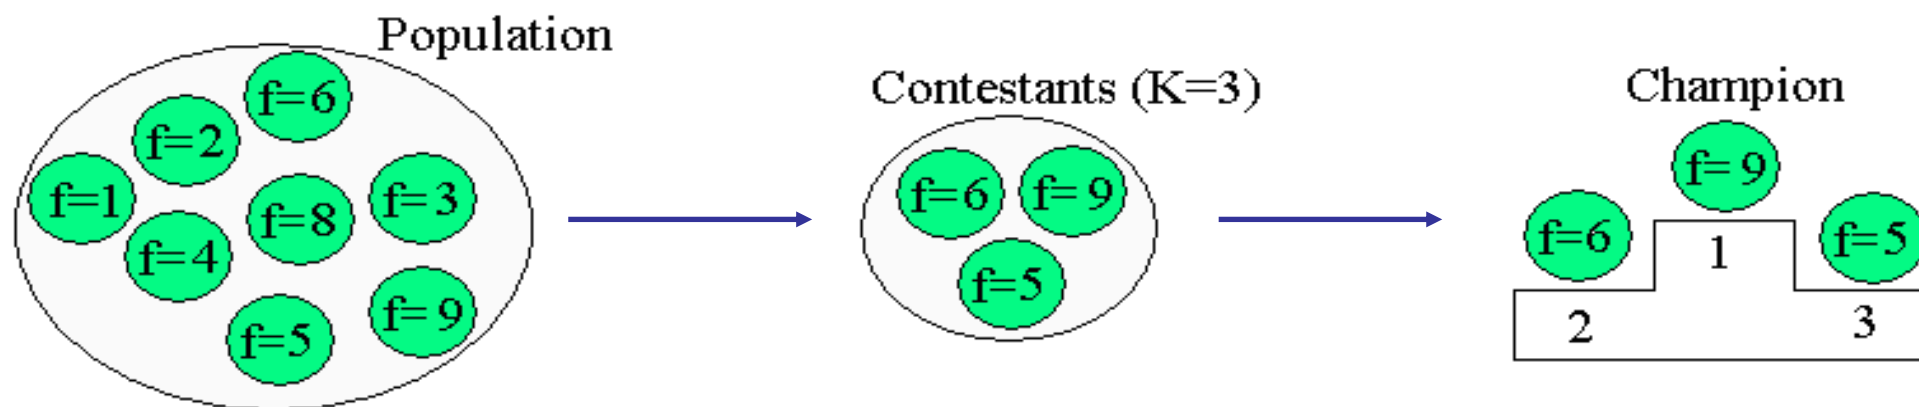 Population
f=6
f=2
f=1
f=3
f=8
f=4
f=9
f=5
Contestants (K=3)
f=6
f= 9
f=5
Champion
f= 9
f=6
f=5
1
2
3